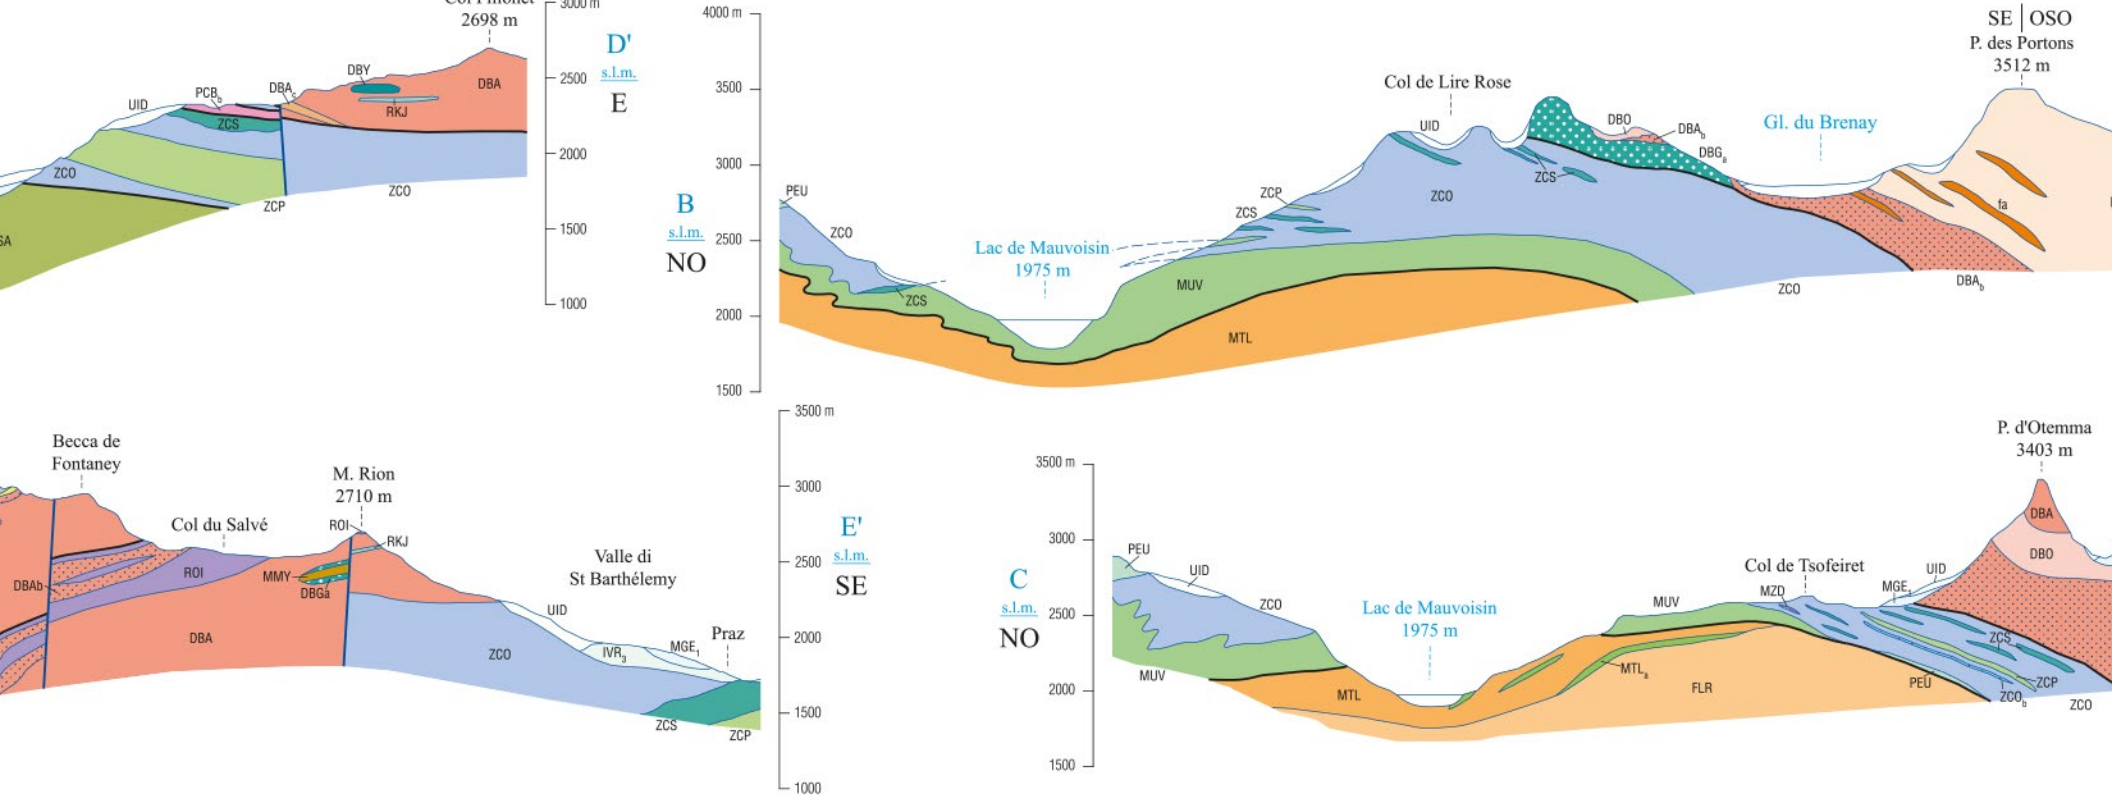 2698 m
DBY
DBA
DBAc
PCBb
UID
RKJ
ZCS
ZCO
ZCO
ZCP
3000 m
2500
2000
1500
1000
D'
s.l.m.
E
4000 m
3500
3000
2500
2000
1500
B
s.l.m.
NO
PEU
ZCO
ZCS
Lac de Mauvoisin
1975 m
MUV
MTL
ZCP
ZCS
Col de Lire Rose
UID
ZCO
ZCS
DBO
DBAb
DBGa
Gl. du Brenay
SE | OSO
P. des Portons
3512 m
fa
ZCO
DBAb
Becca de
Fontaney
Col du Salvé
M. Rion
2710 m
ROI
RKJ
DBAb
ROI
MMY
DBGa
DBA
Valle di
St Barthélemy
UID
ZCO
IVR3
MGE1
Praz
ZCS
ZCP
3500 m
3000
2500
2000
1500
1000
E'
s.l.m.
SE
3500 m
3000
2500
2000
1500
C
s.l.m.
NO
PEU
UID
ZCO
MUV
MTL
Lac de Mauvoisin
1975 m
MUV
MTLa
FLR
Col de Tsofeiret
MZD
MGE1
UID
ZCS
PEU
ZCOb
ZCP
ZCO
P. d'Otemma
3403 m
DBA
DBO